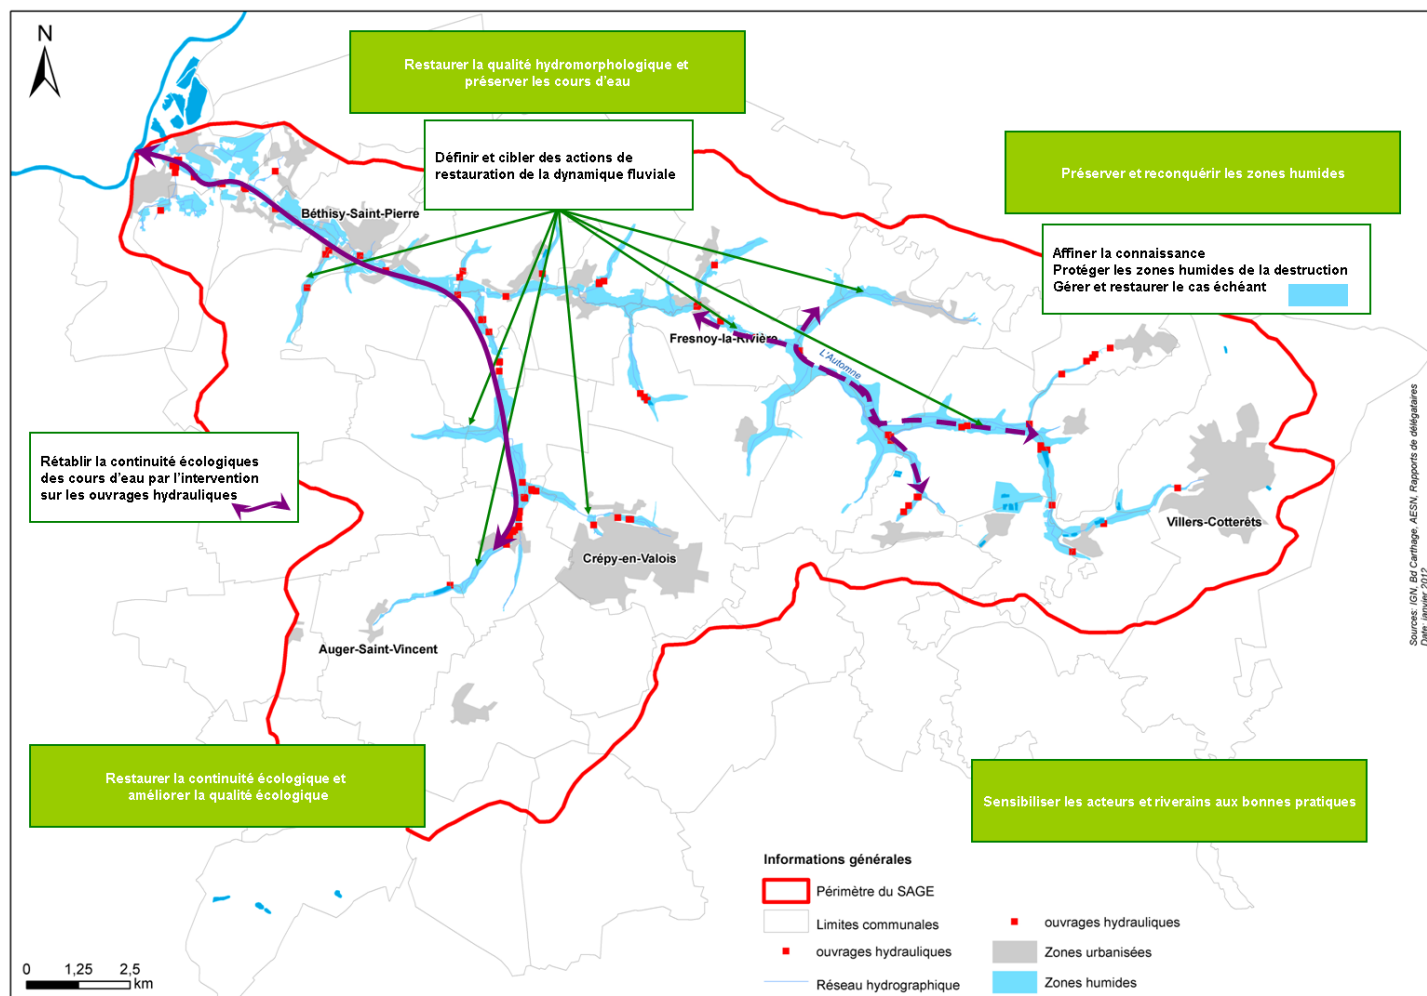 N
Restaurer la qualité hydromorphologique et
préserver les cours d'eau
Définir et cibler des actions de
restauration de la dynamique fluviale
Préserver et reconquérir les zones humides
Affiner la connaissance
Protéger les zones humides de la destruction
Gérer et restaurer le cas échéant
Béthisy-Saint-Pierre
Fresnoy-la-Rivière
L'Automne
Rétablir la continuité écologiques
des cours d'eau par l'intervention
sur les ouvrages hydrauliques
Villers-Cotterêts
Crépy-en-Valois
Auger-Saint-Vincent
Sources: IGN, Bd Carthage, AESN, Rapports de délégataires
Date: janvier 2012
Restaurer la continuité écologique et
améliorer la qualité écologique
Sensibiliser les acteurs et riverains aux bonnes pratiques
Informations générales
Périmètre du SAGE
Limites communales
ouvrages hydrauliques
Réseau hydrographique
ouvrages hydrauliques
Zones urbanisées
Zones humides
0 1,25 2,5
km